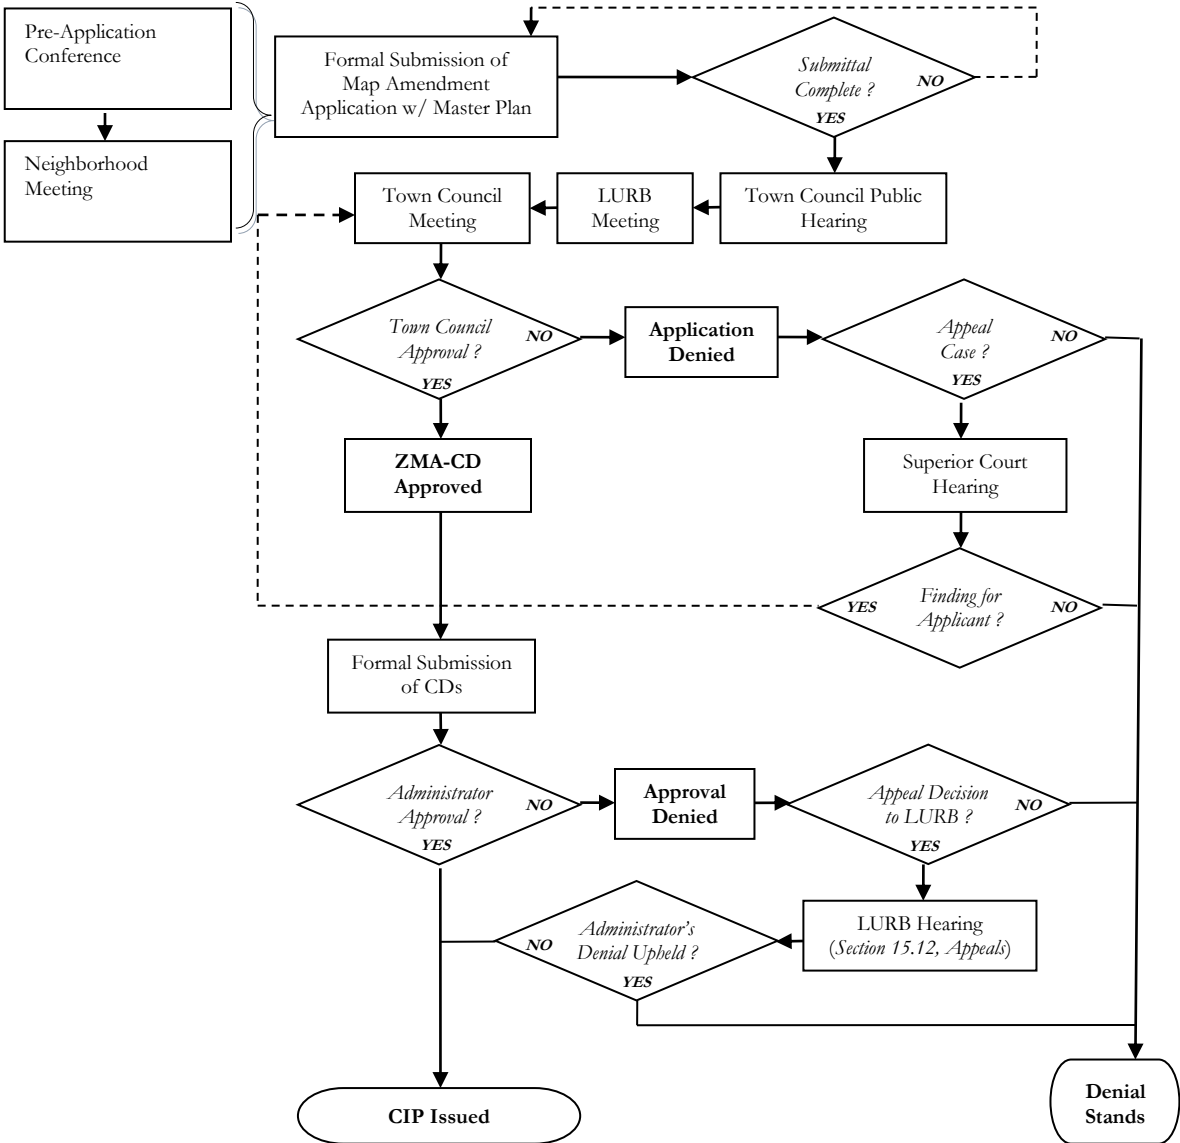 Pre-Application
Conference
Neighborhood
Meeting
Formal Submission of
Map Amendment
Application w/ Master Plan
Submittal
Complete ?
NO
YES
Town Council Public
Hearing
LURB
Meeting
Town Council
Meeting
Town Council
Approval ?
NO
YES
Application
Denied
Appeal
Case ?
NO
YES
ZMA-CD
Approved
Superior Court
Hearing
YES
Finding for
Applicant ?
NO
Formal Submission
of CDs
Administrator
Approval ?
NO
YES
Approval
Denied
Appeal Decision
to LURB ?
NO
YES
LURB Hearing
(Section 15.12, Appeals)
Administrator's
Denial Upheld ?
NO
YES
CIP Issued
Denial
Stands